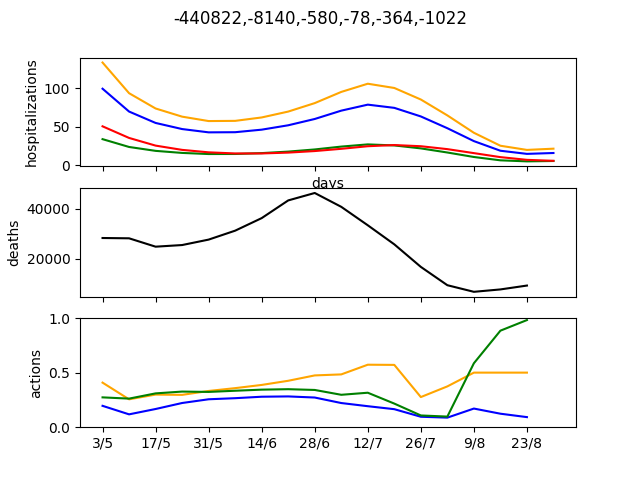 -440822,-8140,-580,-78,-364,-1022
hospitalizations
100
50
0
days
deaths
40000
20000
actions
1.0
0.5
0.0
3/5 17/5 31/5 14/6 28/6 12/7 26/7 9/8 23/8